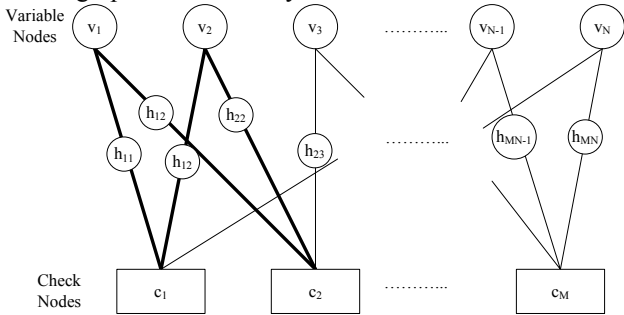 Variable
Nodes
v1 v2 v3 ............. vN-1 vN
h12 h22
h11 h12 h23 ............. hMN-1 hMN
Check
Nodes
c1 c2 ............. cM